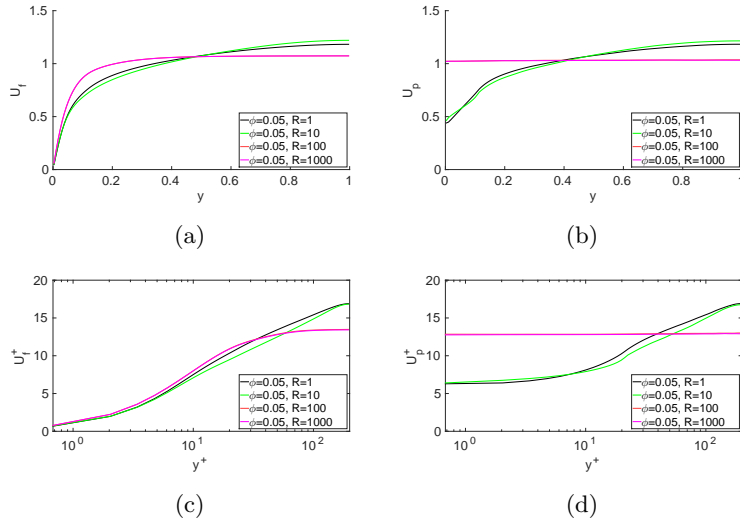 1.5
1
0.5
0
U_f
0 0.2 0.4 0.6 0.8 1
y
ϕ=0.05, R=1
ϕ=0.05, R=10
ϕ=0.05, R=100
ϕ=0.05, R=1000
(a)
1.5
1
0.5
0
U_p
0 0.2 0.4 0.6 0.8 1
y
ϕ=0.05, R=1
ϕ=0.05, R=10
ϕ=0.05, R=100
ϕ=0.05, R=1000
(b)
20
15
10
5
0
U_f^+
10^0 10^1 10^2
y^+
ϕ=0.05, R=1
ϕ=0.05, R=10
ϕ=0.05, R=100
ϕ=0.05, R=1000
(c)
20
15
10
5
0
U_p^+
10^0 10^1 10^2
y^+
ϕ=0.05, R=1
ϕ=0.05, R=10
ϕ=0.05, R=100
ϕ=0.05, R=1000
(d)